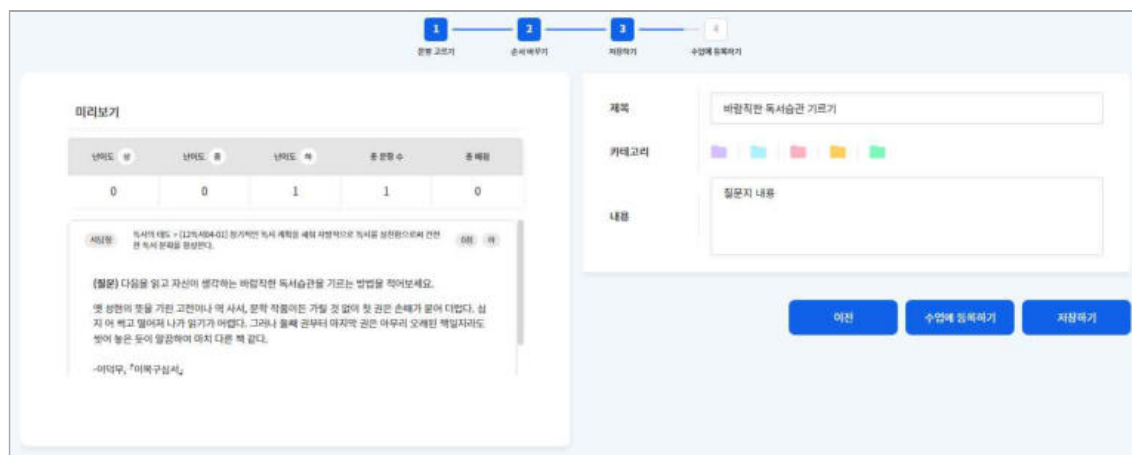 1
2
3
4
문항 고르기
순서 바꾸기
저장하기
수업에 등록하기
미리보기
난이도 상
난이도 중
난이도 하
총 문항 수
총 배점
0
0
1
1
0
서답형
독서의 태도 > [12독서04-01] 장기적인 독서 계획을 세워 자발적으로 독서를 실천함으로써 건전
한 독서 문화를 형성한다.
0점
하
(질문) 다음을 읽고 자신이 생각하는 바람직한 독서습관을 기르는 방법을 적어보세요.
옛 성현의 뜻을 기린 고전이나 역 사서, 문학 작품이든 가릴 것 없이 첫 권은 손때가 묻어 더럽다. 심
지 어 찍고 떨어져 나가 읽기가 어렵다. 그러나 둘째 권부터 마지막 권은 아무리 오래된 책일지라도
씻어 놓은 듯이 말끔하여 마치 다른 책 같다.
-이덕무, 『이목구심서』
제목
바람직한 독서습관 기르기
카테고리
내용
질문지 내용
이전
수업에 등록하기
저장하기